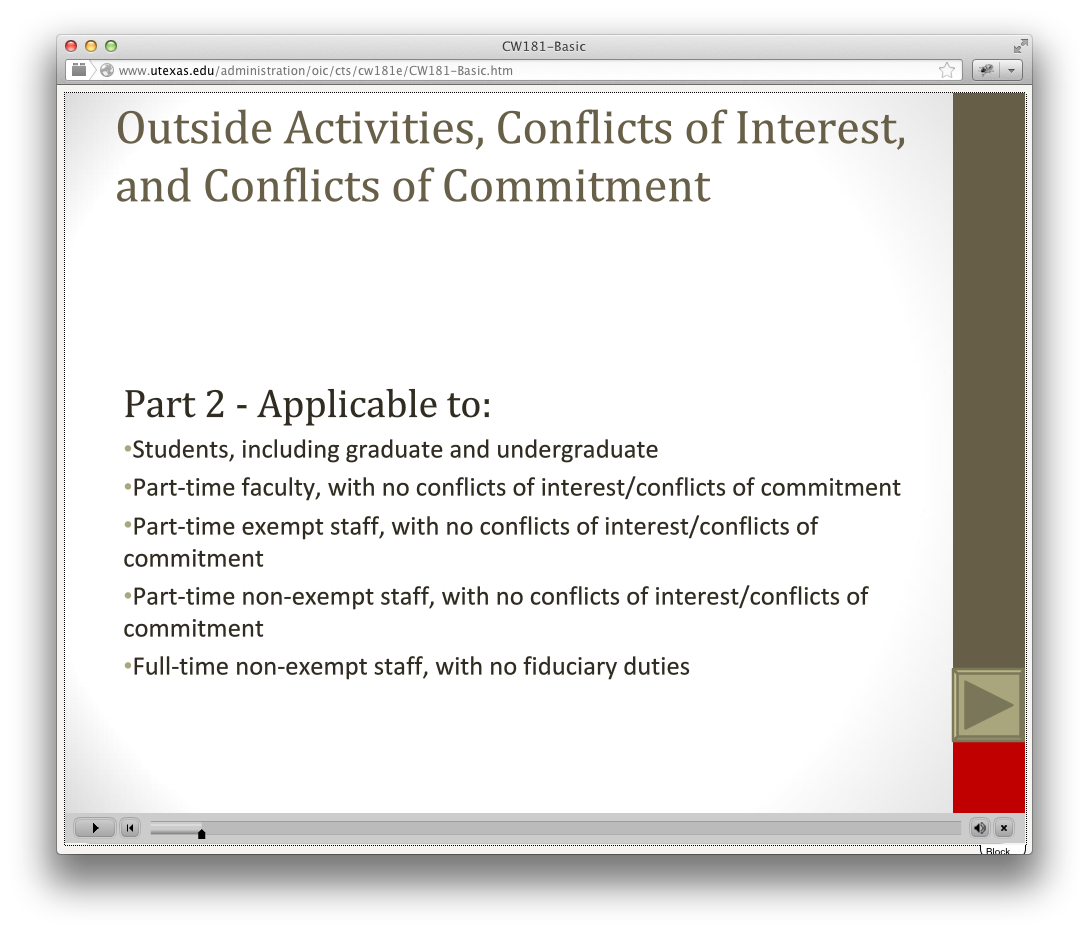 CW181-Basic
www.utexas.edu/administration/oic/cts/cw181e/CW181-Basic.htm
Outside Activities, Conflicts of Interest,
and Conflicts of Commitment
Part 2 - Applicable to:
•Students, including graduate and undergraduate
•Part-time faculty, with no conflicts of interest/conflicts of commitment
•Part-time exempt staff, with no conflicts of interest/conflicts of
commitment
•Part-time non-exempt staff, with no conflicts of interest/conflicts of
commitment
•Full-time non-exempt staff, with no fiduciary duties
Block